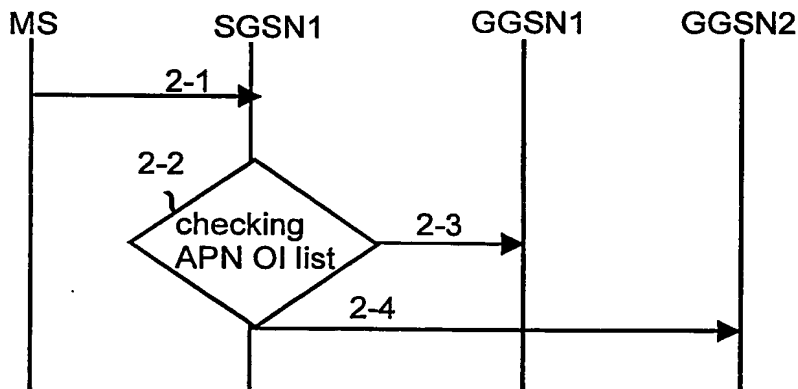 MS SGSN1 GGSN1 GGSN2
2-1
2-2
checking
APN OI list
2-3
2-4